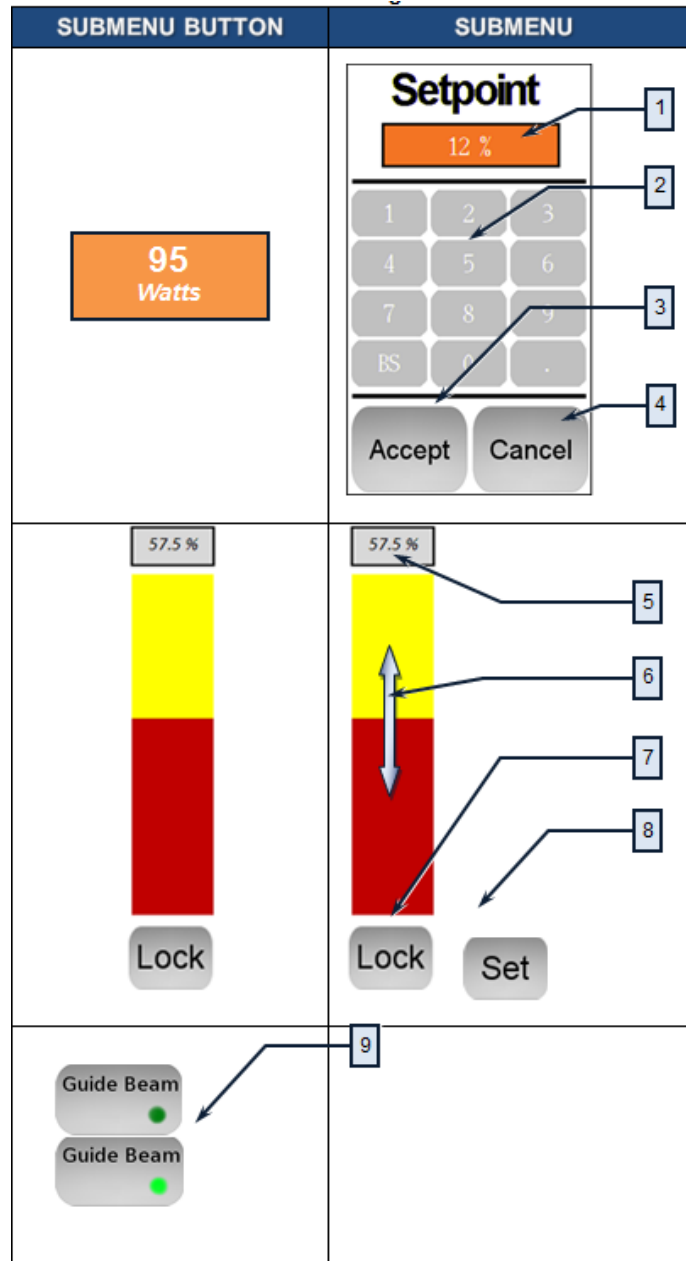 SUBMENU BUTTON
SUBMENU
95
Watts
Setpoint
12 %
1 2 3
4 5 6
7 8 9
BS 0 .
Accept Cancel
1
2
3
4
57.5 %
Lock
57.5 %
Lock
Set
5
6
7
8
Guide Beam
Guide Beam
9